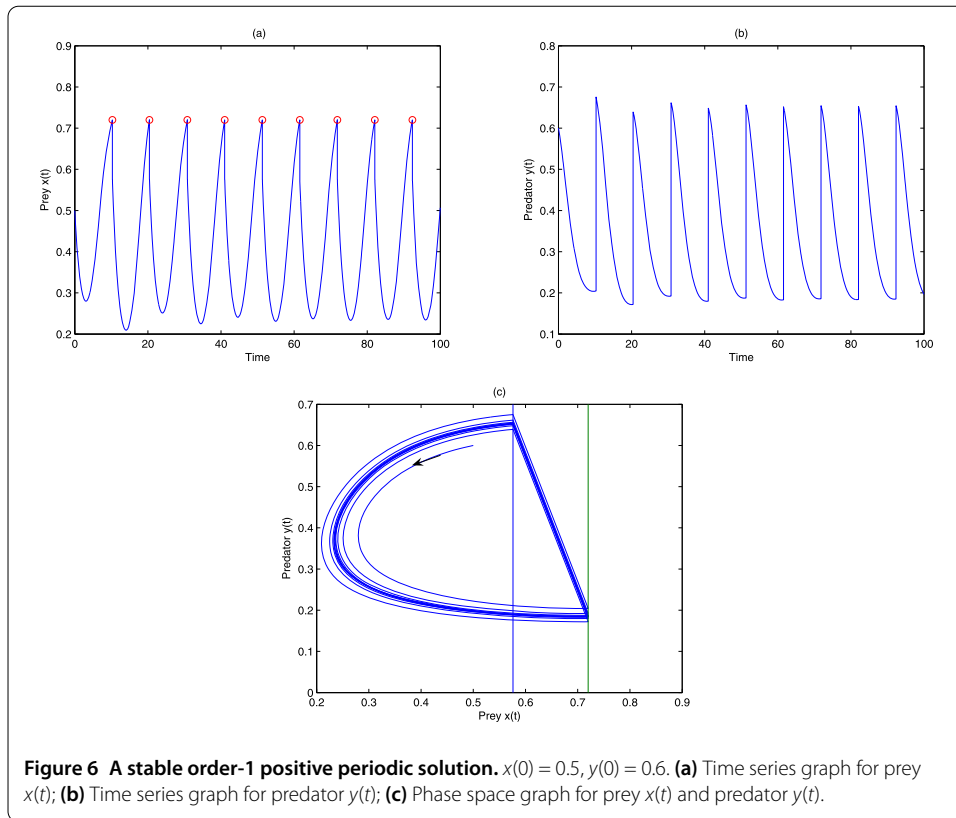 (a)
0.9
0.8
0.7
0.6
0.5
0.4
0.3
0.2
0 20 40 60 80 100
Prey x(t)
Time
(b)
0.8
0.7
0.6
0.5
0.4
0.3
0.2
0.1
0 20 40 60 80 100
Predator y(t)
Time
(c)
0.7
0.6
0.5
0.4
0.3
0.2
0.1
0
0.2 0.3 0.4 0.5 0.6 0.7 0.8 0.9
Predator y(t)
Prey x(t)
Figure 6 A stable order-1 positive periodic solution. x(0) = 0.5, y(0) = 0.6. (a) Time series graph for prey
x(t); (b) Time series graph for predator y(t); (c) Phase space graph for prey x(t) and predator y(t).